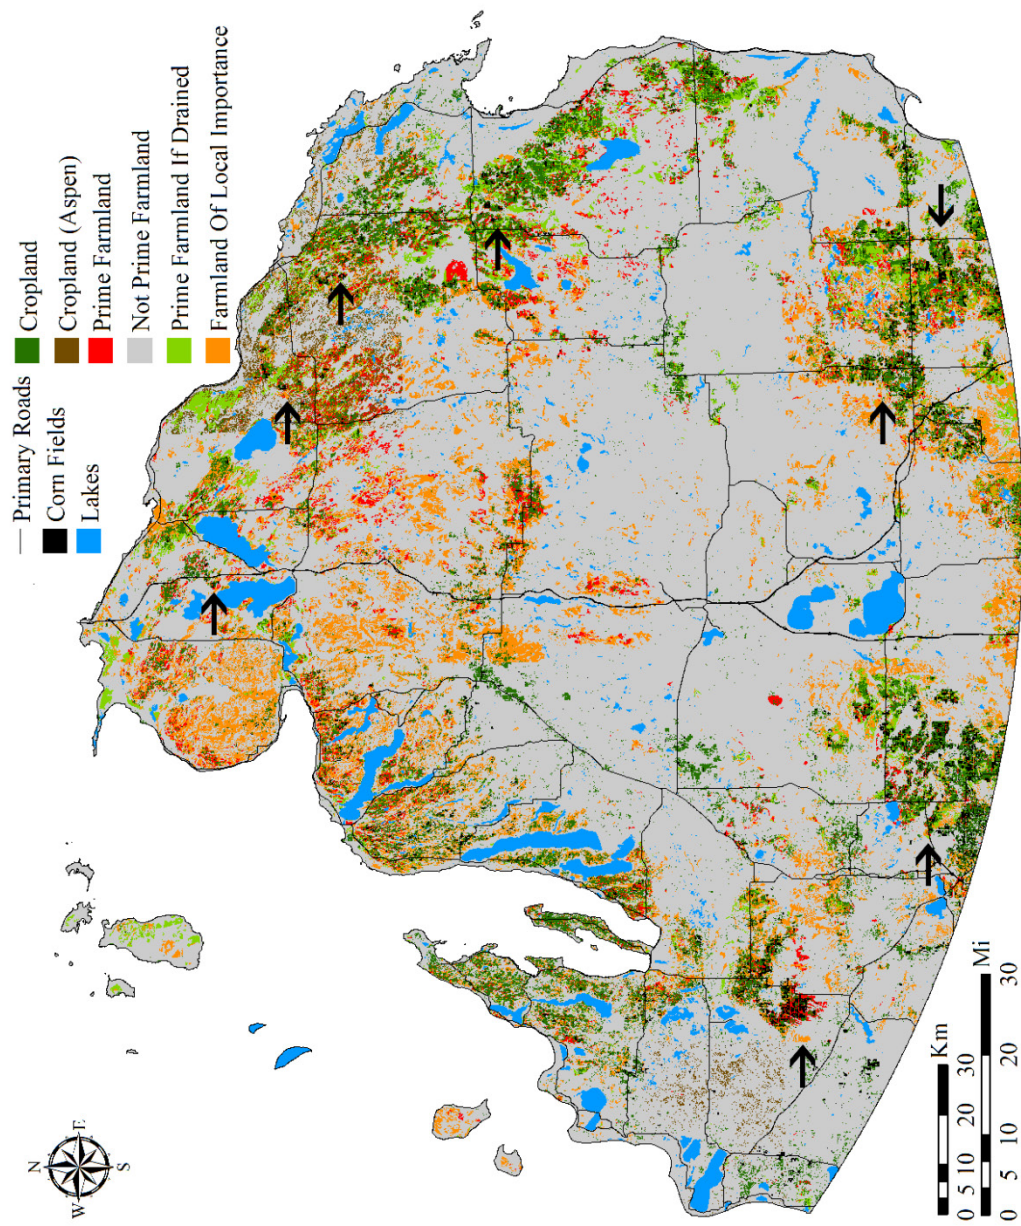 Primary Roads
Corn Fields
Lakes
Cropland
Cropland (Aspen)
Prime Farmland
Not Prime Farmland
Prime Farmland If Drained
Farmland Of Local Importance
N
W
E
S
Km
0 5 10 20 30
Mi
0 5 10 20 30